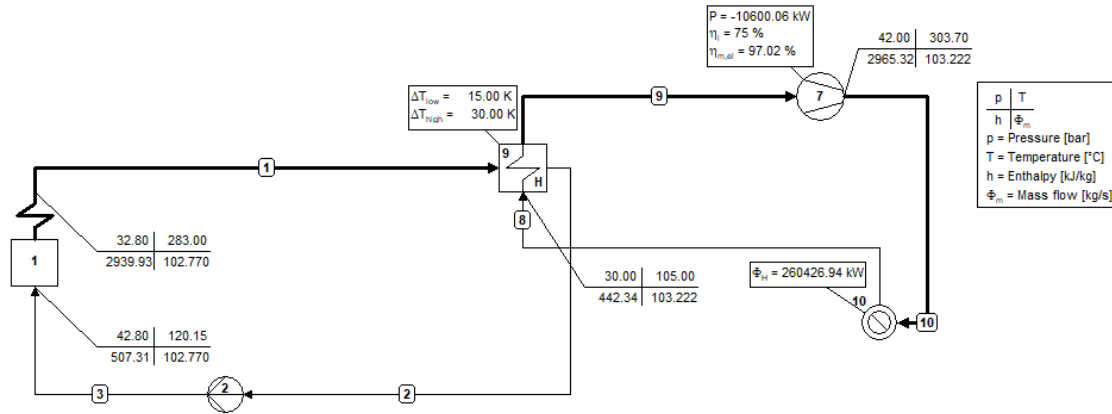 P = -10600.06 kW
ηi = 75 %
ηm,el = 97.02 %
42.00 303.70
2965.32 103.222
7
9
ΔTlow = 15.00 K
ΔThigh = 30.00 K
p T
h Φm
p = Pressure [bar]
T = Temperature [°C]
h = Enthalpy [kJ/kg]
Φm = Mass flow [kg/s]
9
H
1
8
32.80 283.00
2939.93 102.770
1
30.00 105.00
442.34 103.222
ΦH = 260426.94 kW
10
10
42.80 120.15
507.31 102.770
3
2
2